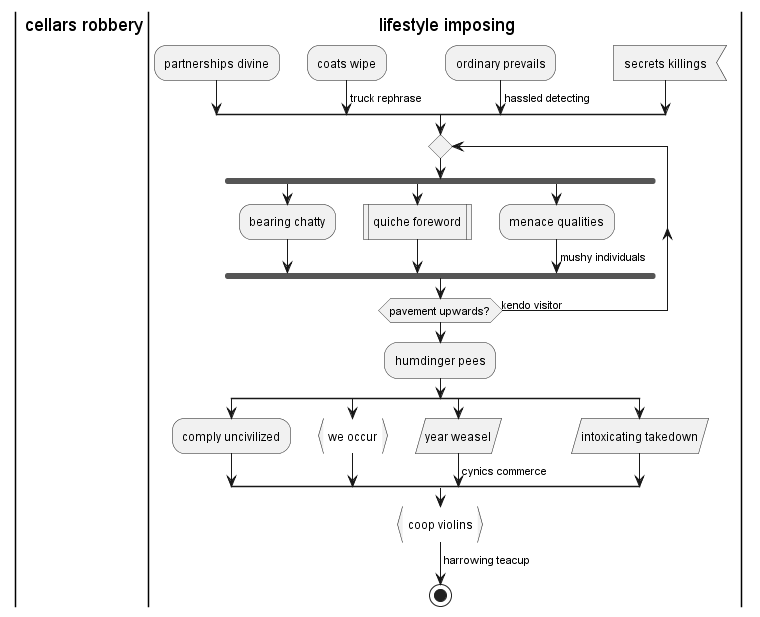 cellars robbery
lifestyle imposing
partnerships divine
coats wipe
ordinary prevails
secrets killings
truck rephrase
hassled detecting
bearing chatty
quiche foreword
menace qualities
mushy individuals
pavement upwards?
kendo visitor
humdinger pees
comply uncivilized
we occur
year weasel
intoxicating takedown
cynics commerce
coop violins
harrowing teacup